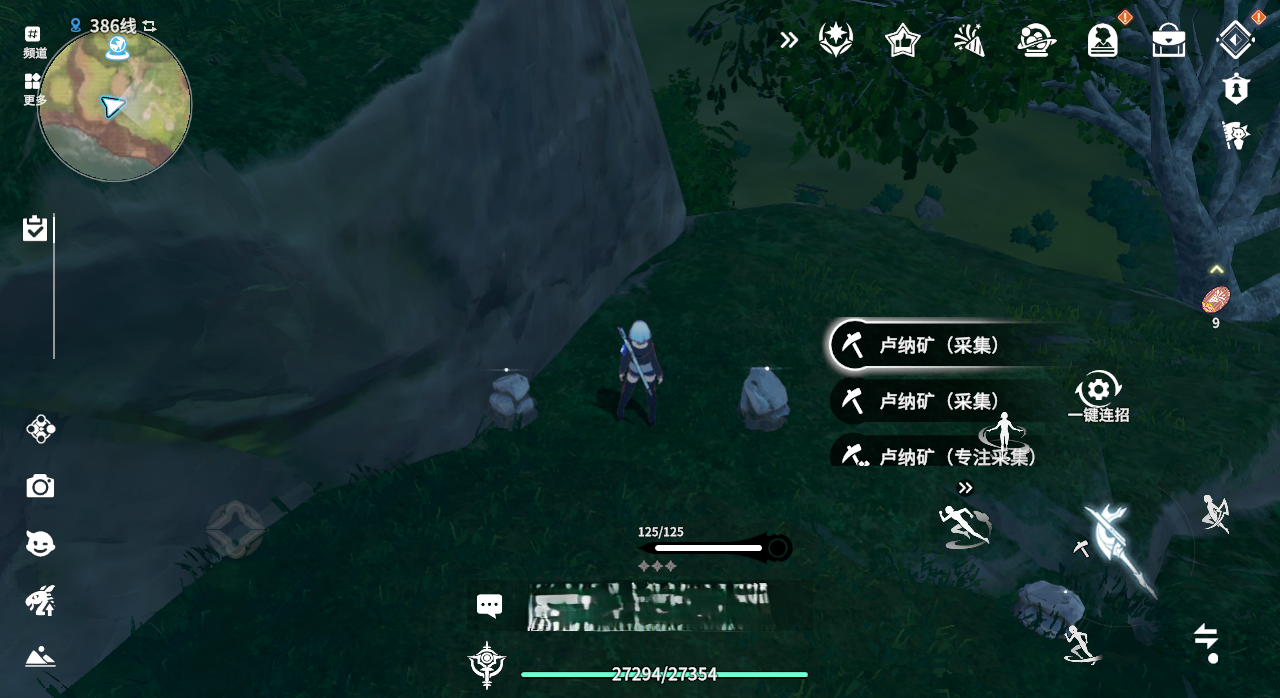 386线
频道
更多
9
卢纳矿（采集）
卢纳矿（采集）
一键连招
卢纳矿（专注采集）
125/125
27294/27354